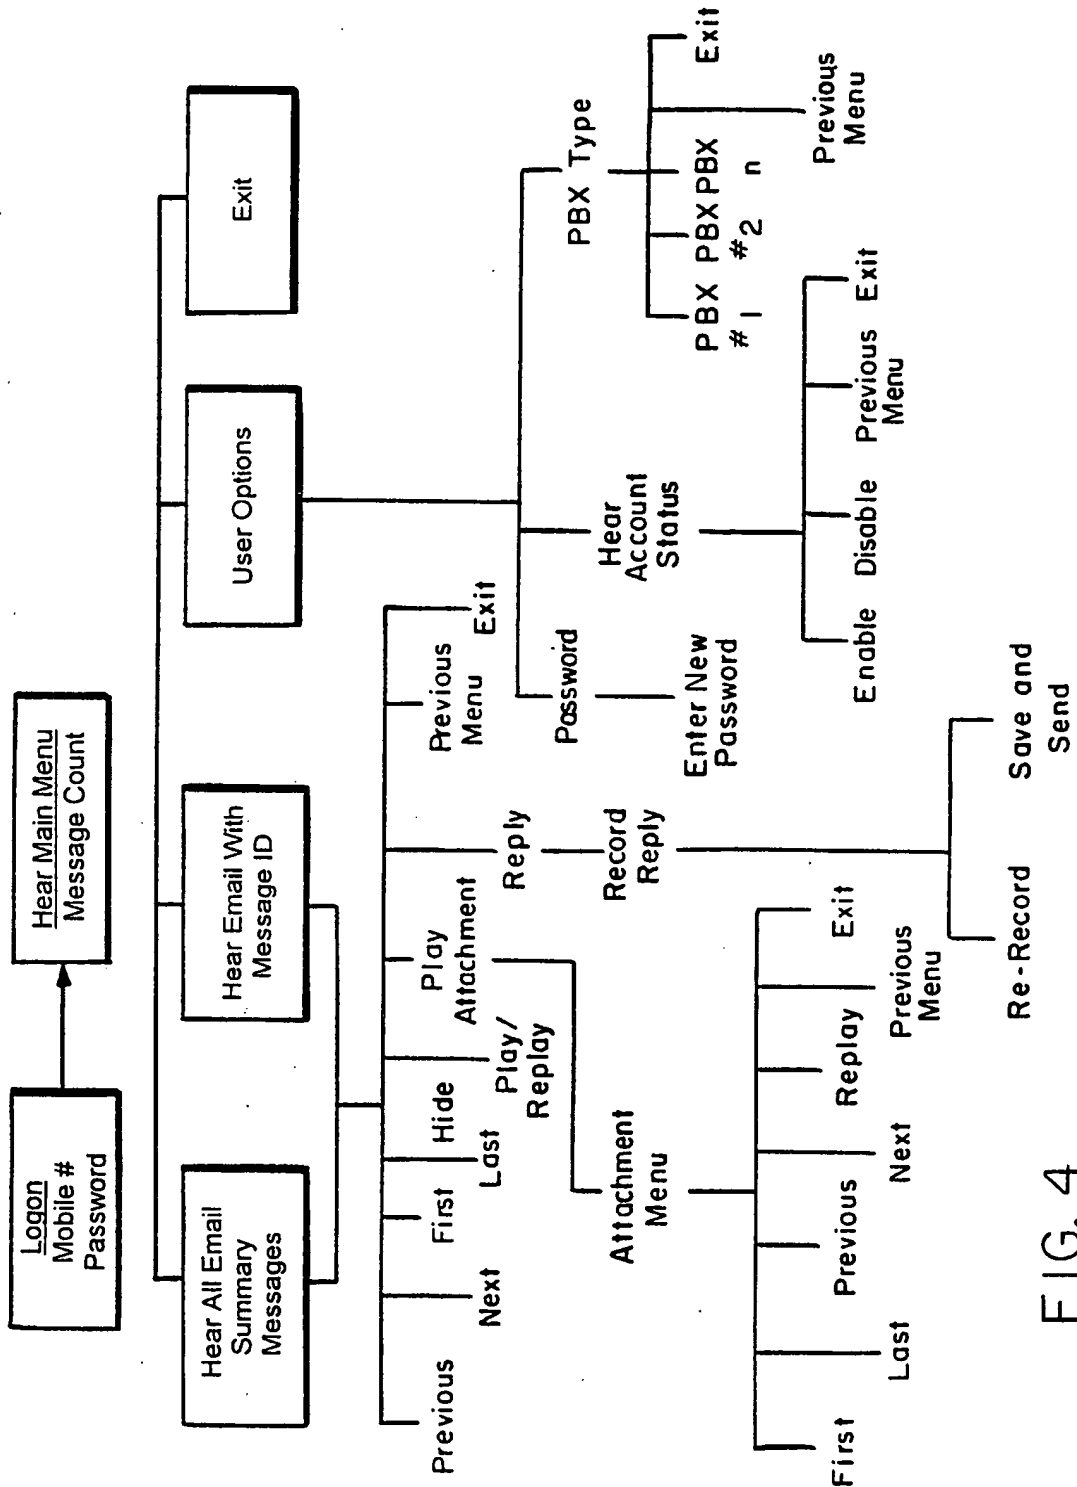 Logon
Mobile #
Password
Hear Main Menu
Message Count
Hear All Email
Summary
Messages
Hear Email With
Message ID
User Options
Exit
Previous
Next
First
Last
Hide
Play/
Replay
Play
Attachment
Reply
Record
Reply
Previous
Menu
Exit
Password
Enter New
Password
Hear
Account
Status
PBX Type
PBX
#1
PBX
#2
PBX
n
Previous
Menu
Exit
Enable
Disable
Previous
Menu
Exit
Attachment
Menu
First
Last
Previous
Next
Replay
Previous
Menu
Exit
Re-Record
Save and
Send
FIG. 4